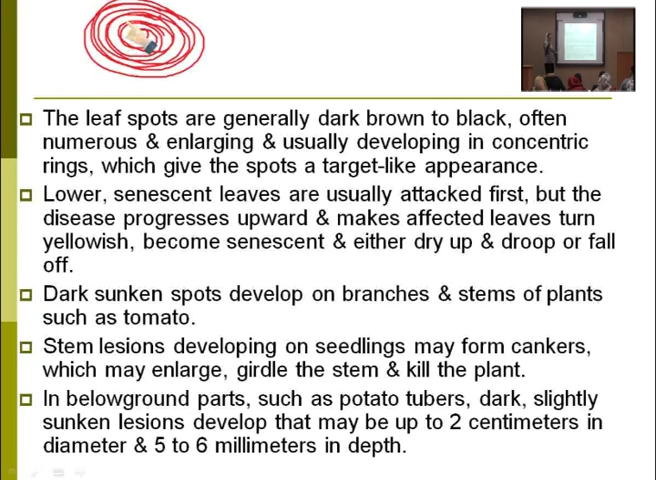 The leaf spots are generally dark brown to black, often
numerous & enlarging & usually developing in concentric
rings, which give the spots a target-like appearance.
Lower, senescent leaves are usually attacked first, but the
disease progresses upward & makes affected leaves turn
yellowish, become senescent & either dry up & droop or fall
off.
Dark sunken spots develop on branches & stems of plants
such as tomato.
Stem lesions developing on seedlings may form cankers,
which may enlarge, girdle the stem & kill the plant.
In belowground parts, such as potato tubers, dark, slightly
sunken lesions develop that may be up to 2 centimeters in
diameter & 5 to 6 millimeters in depth.